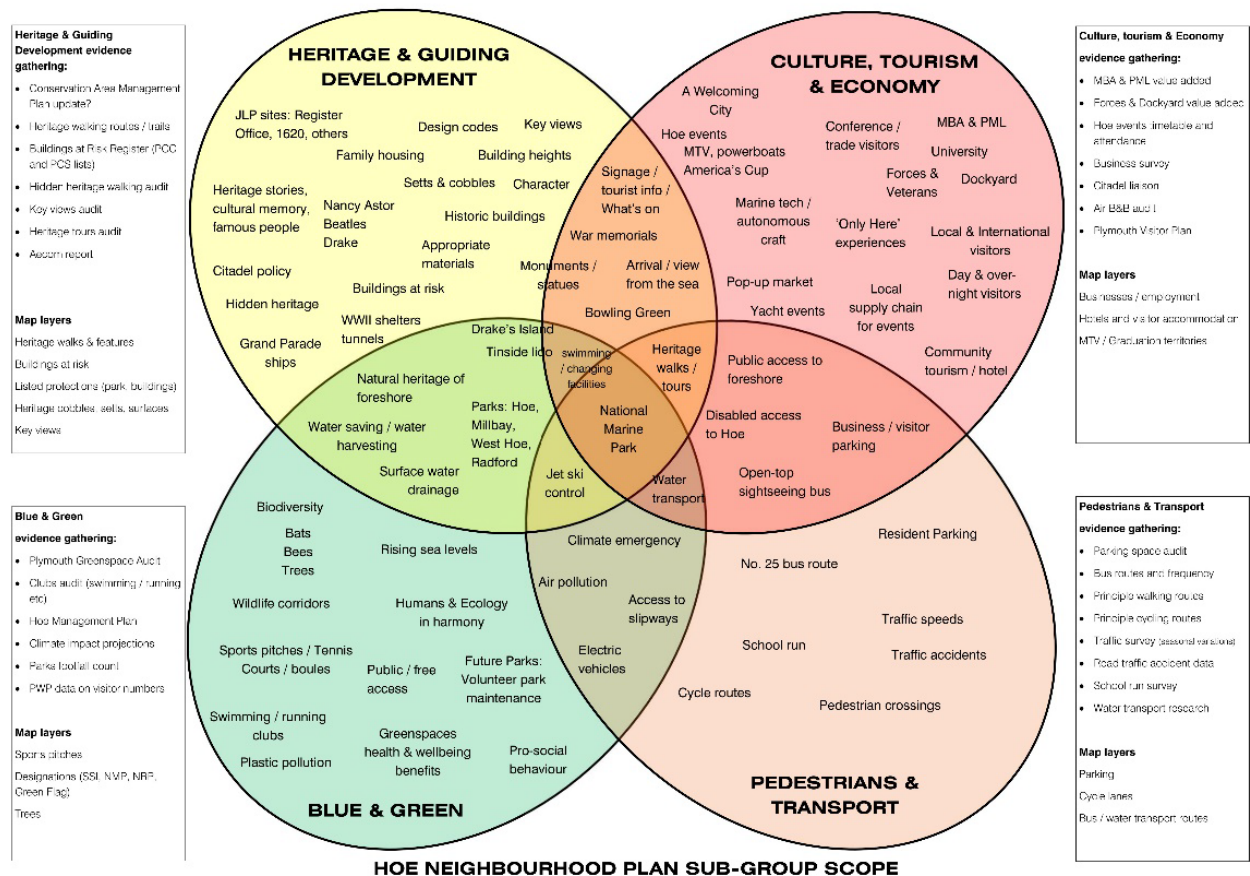 Heritage & Guiding
Development evidence
gathering:
• Conservation Area Management
Plan update?
• Heritage walking routes / trails
• Buildings at Risk Register (PCC
and PCS lists)
• Hidden heritage walking audit
• Key views audit
• Heritage tours audit
• Aecom report
Map layers
Heritage walks & features
Buildings at risk
Listed protections (park, buildings)
Heritage cobbles, setts, surfaces
Key views
HERITAGE & GUIDING
DEVELOPMENT
JLP sites: Register
Office, 1620, others
Design codes
Key views
Family housing
Building heights
Setts & cobbles
Character
Heritage stories,
cultural memory,
famous people
Nancy Astor
Beatles
Drake
Historic buildings
Appropriate
materials
Citadel policy
Buildings at risk
Hidden heritage
WWII shelters
tunnels
Grand Parade
ships
Signage /
tourist info /
What's on
War memorials
Monuments /
statues
Arrival / view
from the sea
Bowling Green
CULTURE, TOURISM
& ECONOMY
A Welcoming
City
Hoe events
MTV, powerboats
America's Cup
Conference /
trade visitors
MBA & PML
University
Forces &
Veterans
Dockyard
Marine tech /
autonomous
craft
'Only Here'
experiences
Local & International
visitors
Pop-up market
Day & over-
night visitors
Yacht events
Local
supply chain
for events
Community
tourism / hotel
Culture, tourism & Economy
evidence gathering:
• MBA & PML value added
• Forces & Dockyard value added
• Hoe events timetable and
attendance
• Business survey
• Citadel liaison
• Air B&B audit
• Plymouth Visitor Plan
Map layers
Businesses / employment
Hotels and visitor accommodation
MTV / Graduation territories
Drake's Island
Tinside lido
swimming
/ changing
facilities
Heritage
walks /
tours
Natural heritage of
foreshore
Water saving / water
harvesting
Parks: Hoe,
Millbay,
West Hoe,
Radford
Surface water
drainage
National
Marine
Park
Jet ski
control
Water
transport
Public access to
foreshore
Disabled access
to Hoe
Business / visitor
parking
Open-top
sightseeing bus
Blue & Green
evidence gathering:
• Plymouth Greenspace Audit
• Clubs audit (swimming / running
etc)
• Hoe Management Plan
• Climate impact projections
• Parks footfall count
• PWP data on visitor numbers
Map layers
Sports pitches
Designations (SSI, NMP, NRP,
Green Flag)
Trees
Biodiversity
Bats
Bees
Trees
Rising sea levels
Wildlife corridors
Humans & Ecology
in harmony
Sports pitches / Tennis
Courts / boules
Public / free
access
Future Parks:
Volunteer park
maintenance
Swimming / running
clubs
Plastic pollution
Greenspaces
health & wellbeing
benefits
Pro-social
behaviour
BLUE & GREEN
Climate emergency
Air pollution
Access to
slipways
Electric
vehicles
Resident Parking
No. 25 bus route
Traffic speeds
School run
Traffic accidents
Cycle routes
Pedestrian crossings
PEDESTRIANS &
TRANSPORT
Pedestrians & Transport
evidence gathering:
• Parking space audit
• Bus routes and frequency
• Principle walking routes
• Principle cycling routes
• Traffic survey (seasonal variations)
• Road traffic accident data
• School run survey
• Water transport research
Map layers
Parking
Cycle lanes
Bus / water transport routes
HOE NEIGHBOURHOOD PLAN SUB-GROUP SCOPE